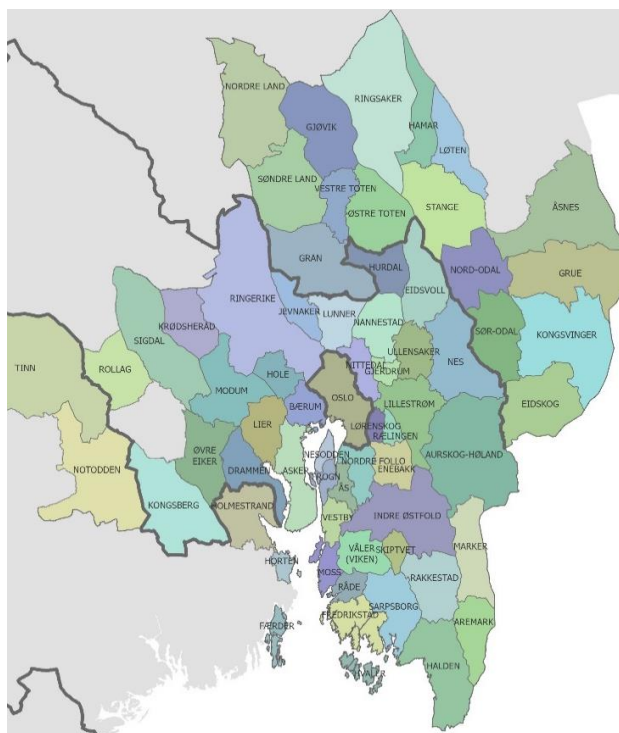 NORDRE LAND
RINGSAKER
GJØVIK
HAMAR
LØTEN
SØNDRE LAND
VESTRE TOTEN
ØSTRE TOTEN
STANGE
ÅSNES
GRAN
HURDAL
NORD-ODAL
GRUE
EIDSVOLL
RINGERIKE
JEVNAKER
LUNNER
NANNESTAD
KRØDSHERAD
SIGDAL
ULLENSAKER
SØR-ODAL
KONGSVINGER
NITTEDAL
GJERDRUM
NES
TINN
ROLLAG
HOLE
MODUM
OSLO
LILLESTRØM
EIDSKOG
BÆRUM
LIER
LØRENSKOG
RÆLINGEN
ØVRE
EIKER
NESODDEN
NORDRE FOLLO
AURSKOG-HØLAND
NOTODDEN
DRAMMEN
ASKER
FROGN
ENEBAKK
ÅS
KONGSBERG
HOLMESTRAND
VESTBY
INDRE ØSTFOLD
MARKER
VÅLER
(VIKEN)
SKIPTVET
HORTEN
MOSS
RAKKESTAD
RÅDE
FREDRIKSTAD
SARPSBORG
AREMARK
FÆRDER
HALDEN
HVALER